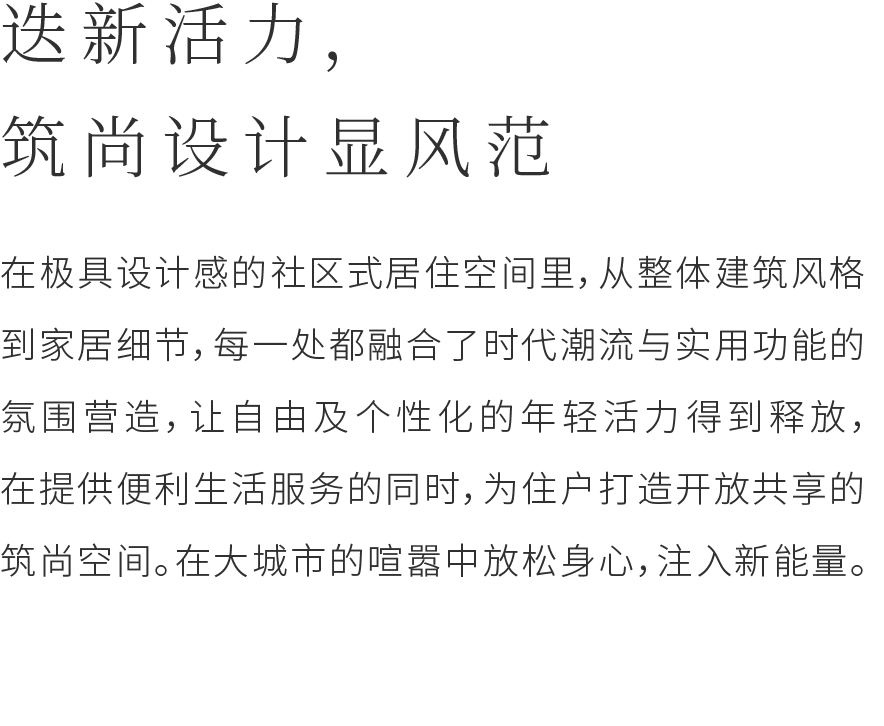 迭新活力，
筑尚设计显风范
在极具设计感的社区式居住空间里，从整体建筑风格
到家居细节，每一处都融合了时代潮流与实用功能的
氛围营造，让自由及个性化的年轻活力得到释放，
在提供便利生活服务的同时，为住户打造开放共享的
筑尚空间。在大城市的喧嚣中放松身心，注入新能量。